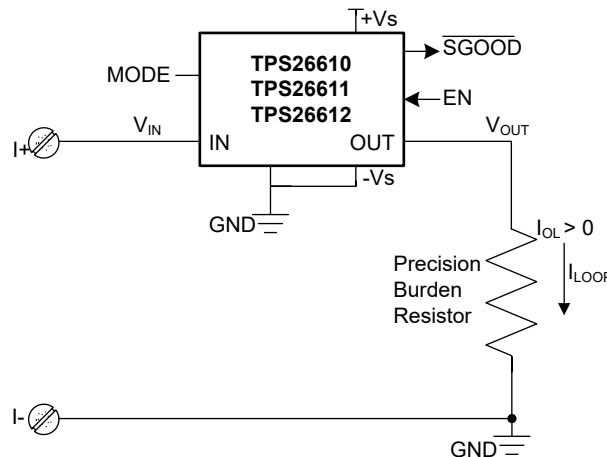 +Vs
SGOOD
MODE
TPS26610
TPS26611
TPS26612
EN
VIN
IN
OUT
VOUT
I+
-Vs
GND
IOL > 0
Precision
Burden
Resistor
ILOOP
I-
GND